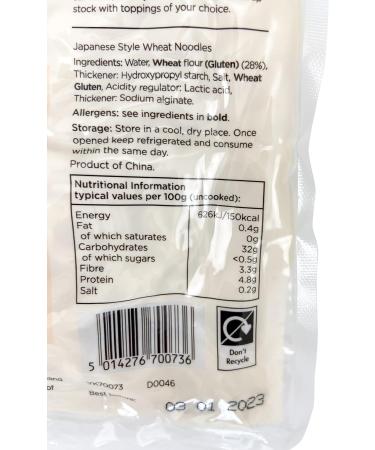 stock with toppings of your choice.
Japanese Style Wheat Noodles
Ingredients: Water, Wheat flour (Gluten) (28%),
Thickener: Hydroxypropyl starch, Salt, Wheat
Gluten, Acidity regulator: Lactic acid,
Thickener: Sodium alginate.
Allergens: see ingredients in bold.
Storage: Store in a cool, dry place. Once
opened keep refrigerated and consume
within the same day.
Product of China.
Nutritional Information
typical values per 100g (uncooked):
Energy 626kJ/150kcal
Fat 0.4g
of which saturates 0g
Carbohydrates 32g
of which sugars <0.5g
Fibre 3.3g
Protein 4.8g
Salt 0.2g
5 014276 700736
Don't
Recycle
D0046
of Best
03 01 2023